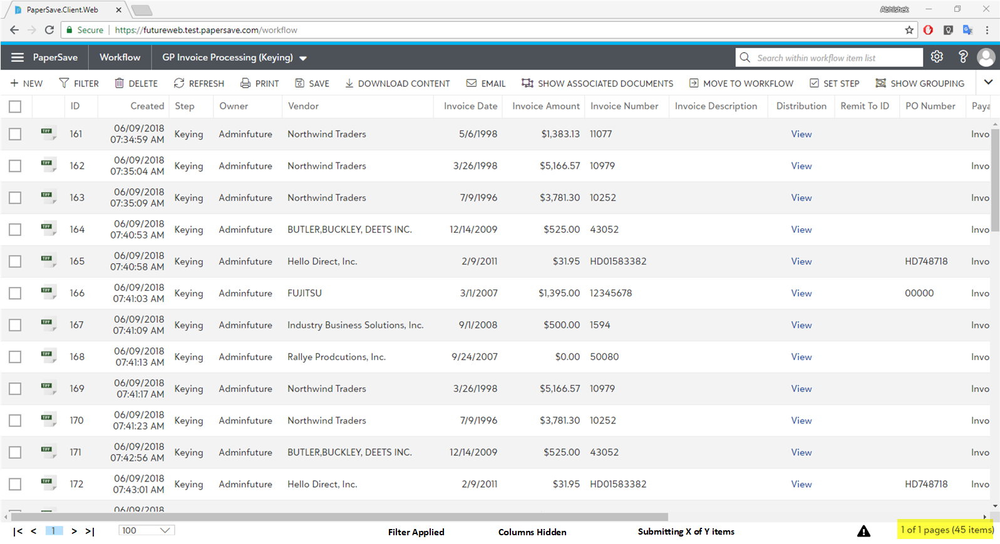 PaperSave.Client.Web
Abhishek
Secure https://futureweb.test.papersave.com/workflow
PaperSave Workflow GP Invoice Processing (Keying) Search within workflow item list
NEW FILTER DELETE REFRESH PRINT SAVE DOWNLOAD CONTENT EMAIL SHOW ASSOCIATED DOCUMENTS MOVE TO WORKFLOW SET STEP SHOW GROUPING
ID Created Step Owner Vendor Invoice Date Invoice Amount Invoice Number Invoice Description Distribution Remit To ID PO Number Paya
TIFF 161 06/09/2018 07:34:59 AM Keying Adminfuture Northwind Traders 5/6/1998 $1,383.13 11077 View Invo
TIFF 162 06/09/2018 07:35:04 AM Keying Adminfuture Northwind Traders 3/26/1998 $5,166.57 10979 View Invo
TIFF 163 06/09/2018 07:35:09 AM Keying Adminfuture Northwind Traders 7/9/1996 $3,781.30 10252 View Invo
TIFF 164 06/09/2018 07:40:53 AM Keying Adminfuture BUTLER,BUCKLEY, DEETS INC. 12/14/2009 $525.00 43052 View Invo
TIFF 165 06/09/2018 07:40:58 AM Keying Adminfuture Hello Direct, Inc. 2/9/2011 $31.95 HD01583382 View HD748718 Invo
TIFF 166 06/09/2018 07:41:03 AM Keying Adminfuture FUJITSU 3/1/2007 $1,395.00 12345678 View 00000 Invo
TIFF 167 06/09/2018 07:41:09 AM Keying Adminfuture Industry Business Solutions, Inc. 9/1/2008 $500.00 1594 View Invo
TIFF 168 06/09/2018 07:41:13 AM Keying Adminfuture Rallye Prodcutions, Inc. 9/24/2007 $0.00 50080 View Invo
TIFF 169 06/09/2018 07:41:17 AM Keying Adminfuture Northwind Traders 3/26/1998 $5,166.57 10979 View Invo
TIFF 170 06/09/2018 07:41:23 AM Keying Adminfuture Northwind Traders 7/9/1996 $3,781.30 10252 View Invo
TIFF 171 06/09/2018 07:42:56 AM Keying Adminfuture BUTLER,BUCKLEY, DEETS INC. 12/14/2009 $525.00 43052 View Invo
TIFF 172 06/09/2018 07:43:01 AM Keying Adminfuture Hello Direct, Inc. 2/9/2011 $31.95 HD01583382 View HD748718 Invo
06/09/2018
|< < 1 > >| 100 Filter Applied Columns Hidden Submitting X of Y items 1 of 1 pages (45 items)